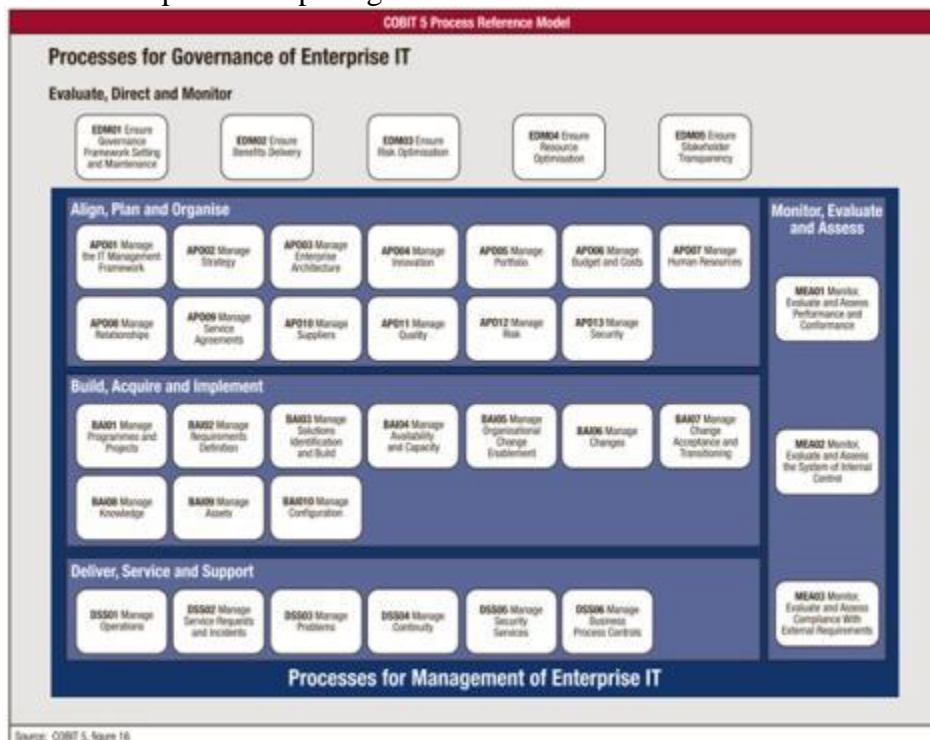 COBIT 5 Process Reference Model
Processes for Governance of Enterprise IT
Evaluate, Direct and Monitor
EDM01 Ensure
Governance
Framework Setting
and Maintenance
EDM02 Ensure
Benefits Delivery
EDM03 Ensure
Risk Optimisation
EDM04 Ensure
Resource
Optimisation
EDM05 Ensure
Stakeholder
Transparency
Align, Plan and Organise
APO01 Manage
the IT Management
Framework
APO02 Manage
Strategy
APO03 Manage
Enterprise
Architecture
APO04 Manage
Innovation
APO05 Manage
Portfolio
APO06 Manage
Budget and Costs
APO07 Manage
Human Resources
APO08 Manage
Relationships
APO09 Manage
Service
Agreements
APO10 Manage
Suppliers
APO11 Manage
Quality
APO12 Manage
Risk
APO13 Manage
Security
Build, Acquire and Implement
BAI01 Manage
Programmes and
Projects
BAI02 Manage
Requirements
Definition
BAI03 Manage
Solutions
Identification
and Build
BAI04 Manage
Availability
and Capacity
BAI05 Manage
Organisational
Change
Enablement
BAI06 Manage
Changes
BAI07 Manage
Change
Acceptance and
Transitioning
BAI08 Manage
Knowledge
BAI09 Manage
Assets
BAI010 Manage
Configuration
Deliver, Service and Support
DSS01 Manage
Operations
DSS02 Manage
Service Requests
and Incidents
DSS03 Manage
Problems
DSS04 Manage
Continuity
DSS05 Manage
Security
Services
DSS06 Manage
Business
Process Controls
Monitor, Evaluate
and Assess
MEA01 Monitor,
Evaluate and Assess
Performance and
Conformance
MEA02 Monitor,
Evaluate and Assess
the System of Internal
Control
MEA03 Monitor,
Evaluate and Assess
Compliance With
External Requirements
Processes for Management of Enterprise IT
Source: COBIT 5, figure 16